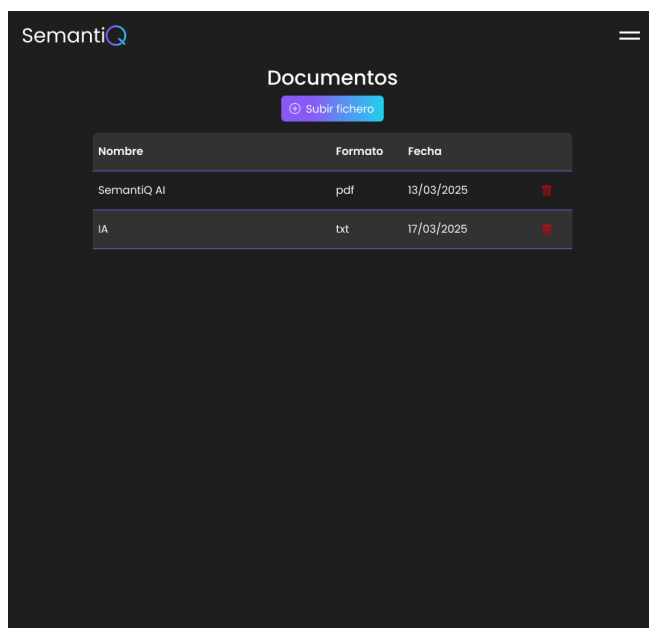 SemantiQ
Documentos
Subir fichero
Nombre Formato Fecha
SemantiQ AI pdf 13/03/2025
IA txt 17/03/2025